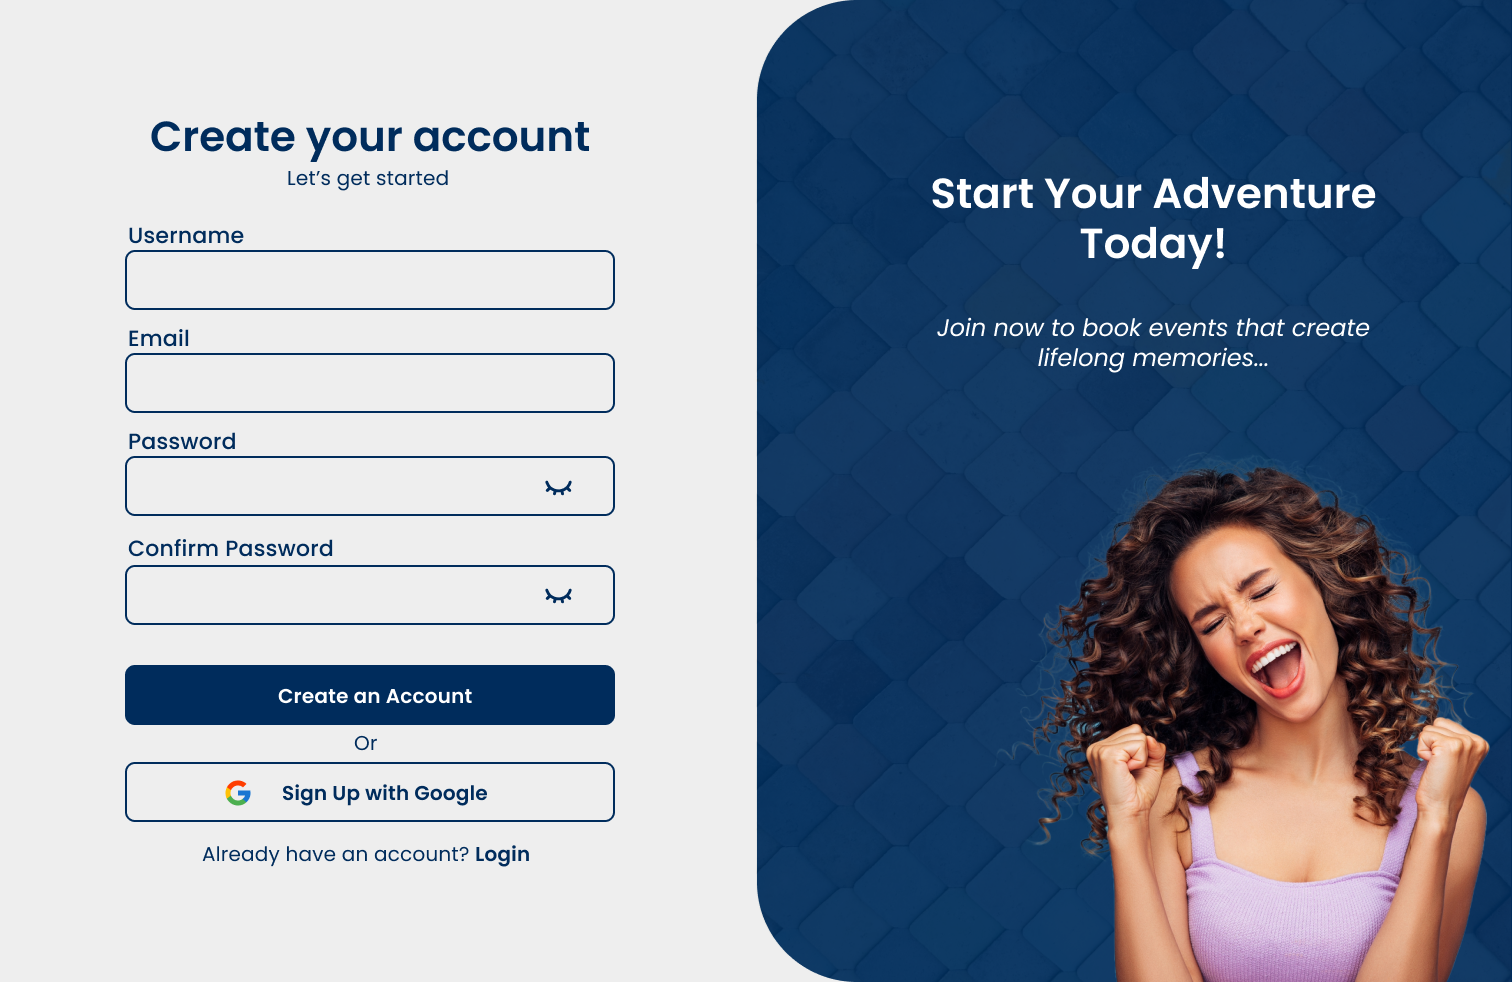 Create your account
Let’s get started
Username
Email
Password
Confirm Password
Create an Account
Or
Sign Up with Google
Already have an account? Login
Start Your Adventure
Today!
Join now to book events that create
lifelong memories...